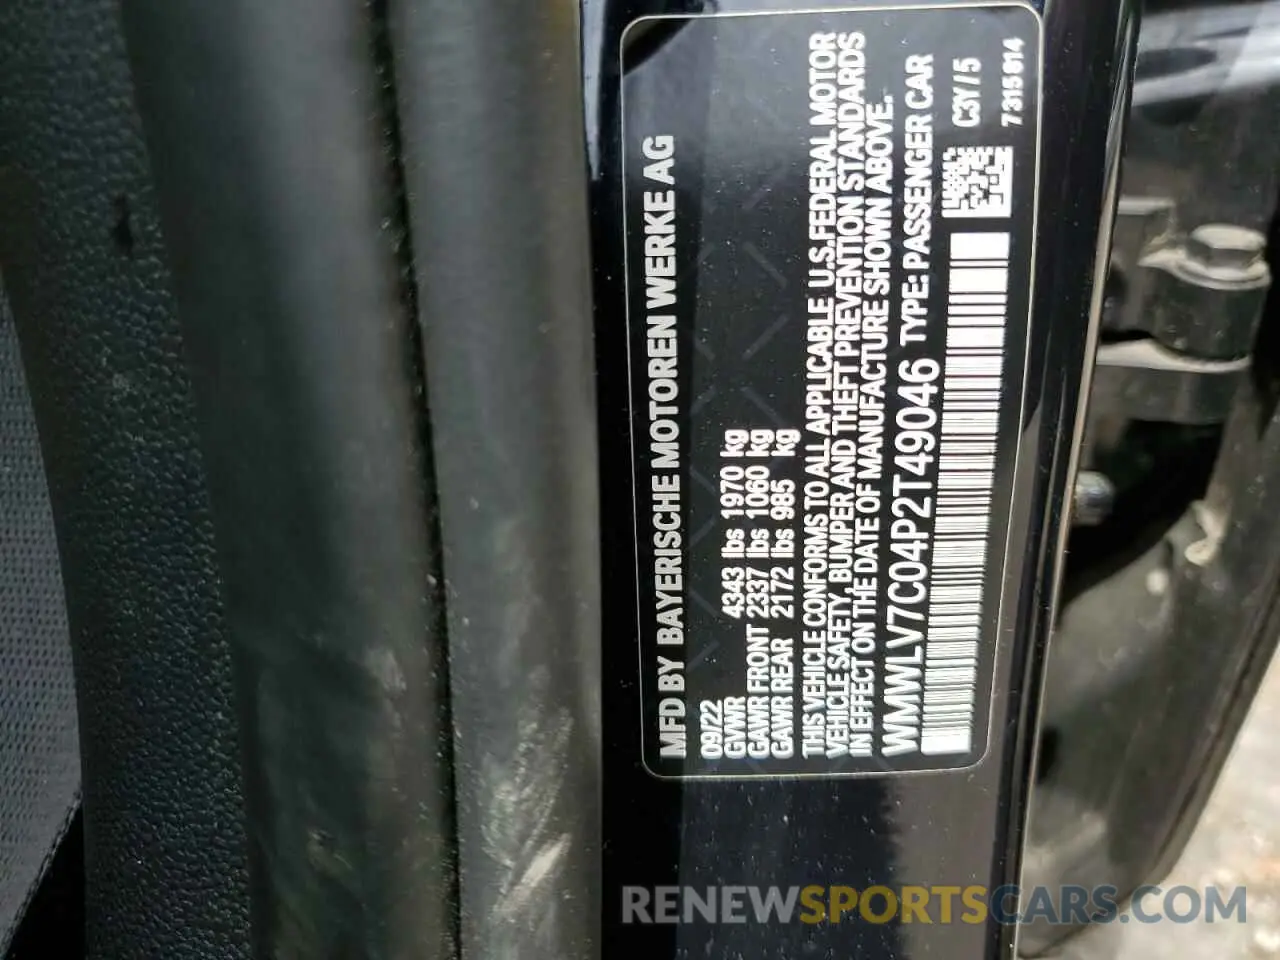 MFD BY BAYERISCHE MOTOREN WERKE AG
09/22
GVWR 4343 lbs 1970 kg
GAWR FRONT 2337 lbs 1060 kg
GAWR REAR 2172 lbs 985 kg
THIS VEHICLE CONFORMS TO ALL APPLICABLE U.S. FEDERAL MOTOR
VEHICLE SAFETY, BUMPER AND THEFT PREVENTION STANDARDS
IN EFFECT ON THE DATE OF MANUFACTURE SHOWN ABOVE.
WMWLV7C04P2T49046 TYPE: PASSENGER CAR
C3Y / 5
7 315 614
RENEWSPORTSCARS.COM